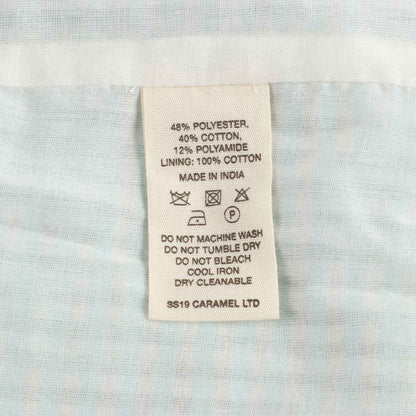 48% POLYESTER,
40% COTTON,
12% POLYAMIDE
LINING: 100% COTTON
MADE IN INDIA
P
DO NOT MACHINE WASH
DO NOT TUMBLE DRY
DO NOT BLEACH
COOL IRON
DRY CLEANABLE
SS19 CARAMEL LTD